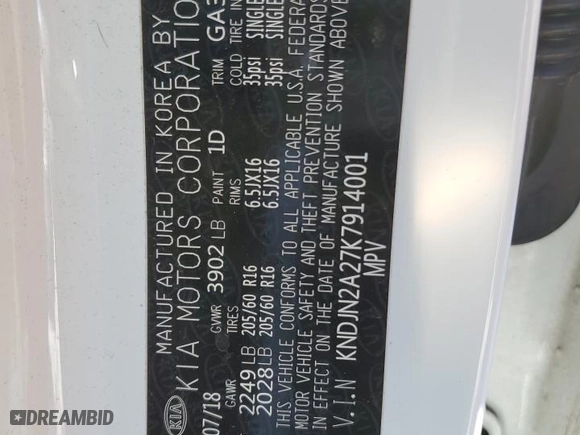 KIA
MANUFACTURED IN KOREA BY
KIA MOTORS CORPORATION
07/18 GVWR 3902 LB PAINT 1D TRIM
GAWR TIRES RIMS COLD TIRE
2249 LB 205/60 R16 6.5JX16 35psi SINGLE
2028 LB 205/60 R16 6.5JX16 35psi SINGLE
THIS VEHICLE CONFORMS TO ALL APPLICABLE U.S.A. FEDERA
MOTOR VEHICLE SAFETY AND THEFT PREVENTION STANDARDS
IN EFFECT ON THE DATE OF MANUFACTURE SHOWN ABOVE
V.I.N KNDJN2A27K7914001
MPV
DREAMBID